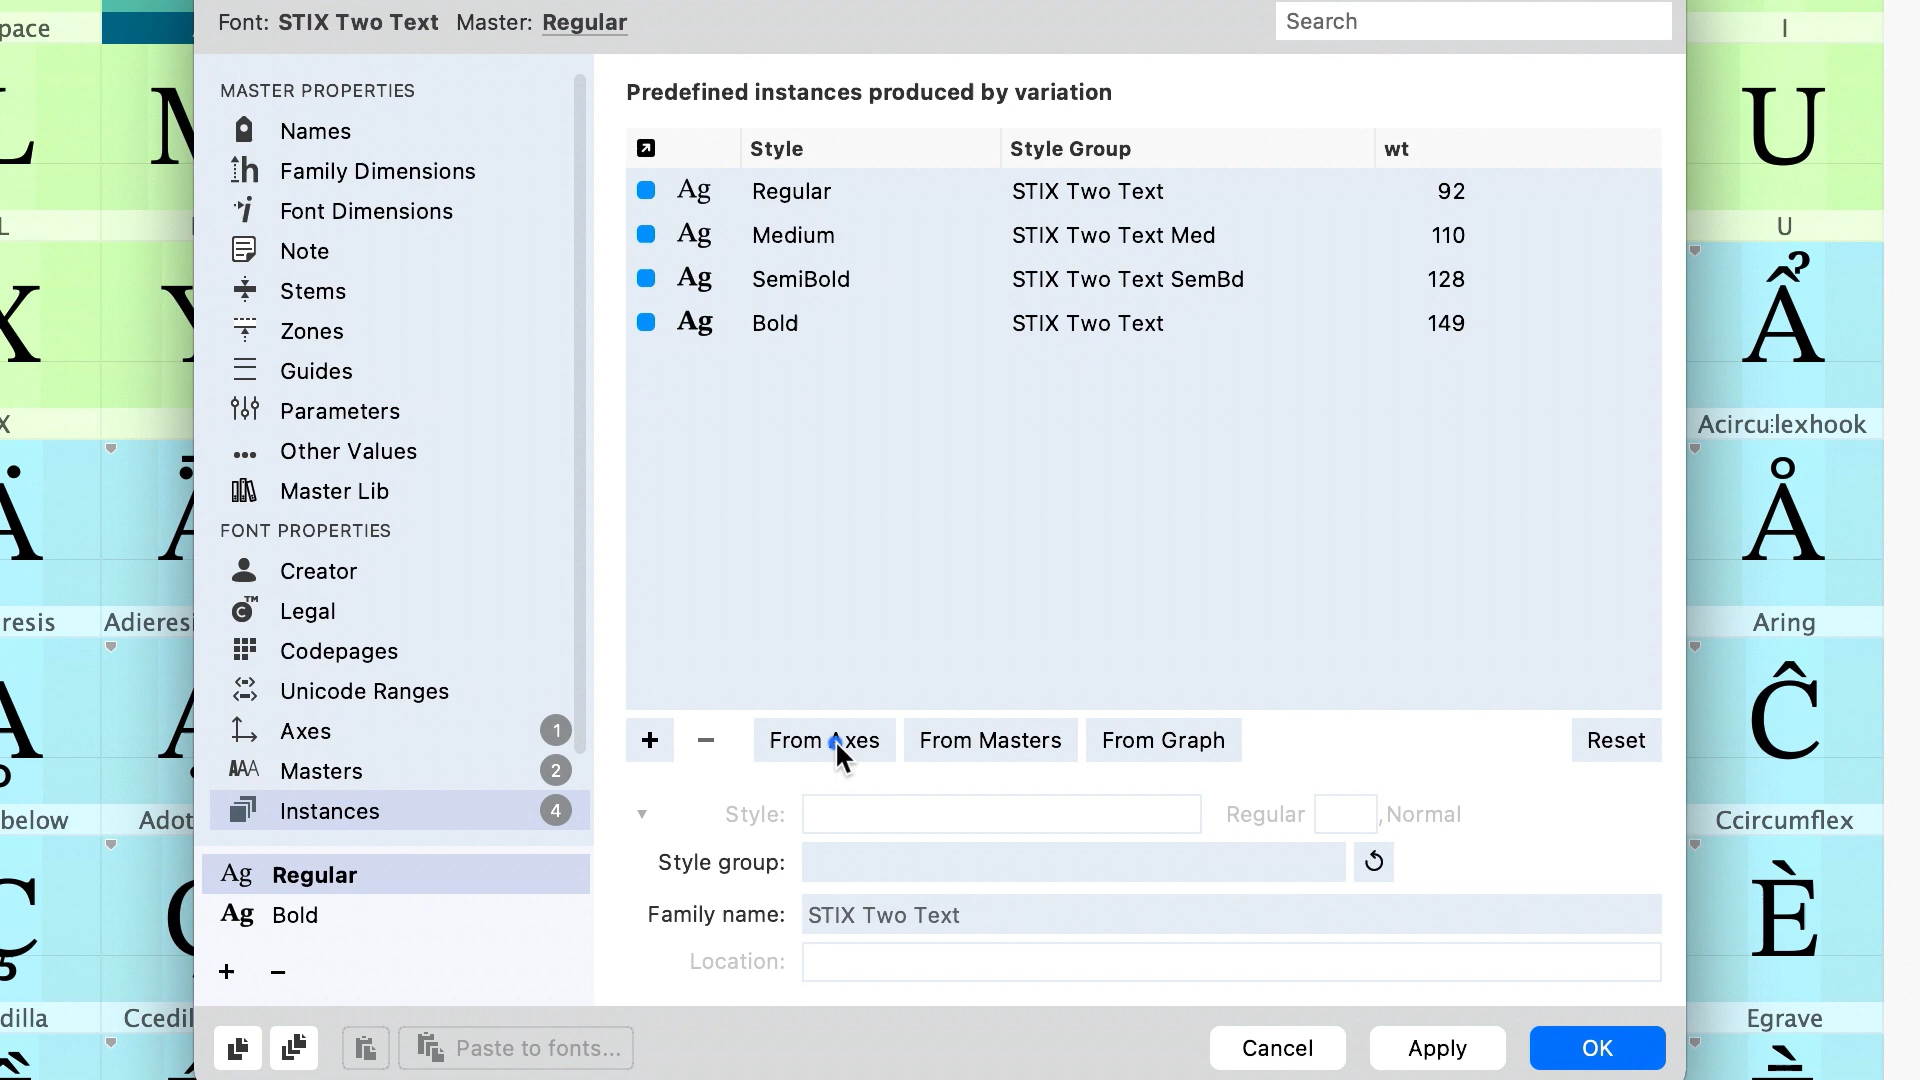 Font: STIX Two Text Master: Regular
Search
MASTER PROPERTIES
Names
Family Dimensions
Font Dimensions
Note
Stems
Zones
Guides
Parameters
Other Values
Master Lib
FONT PROPERTIES
Creator
Legal
Codepages
Unicode Ranges
Axes 1
Masters 2
Instances 4
Ag Regular
Ag Bold
+ −
Predefined instances produced by variation
Style Style Group wt
Ag Regular STIX Two Text 92
Ag Medium STIX Two Text Med 110
Ag SemiBold STIX Two Text SemBd 128
Ag Bold STIX Two Text 149
+ − From Axes From Masters From Graph Reset
Style: Regular , Normal
Style group:
Family name: STIX Two Text
Location:
Paste to fonts... Cancel Apply OK
pace
L
L
X
X
Ä
resis Adieresi
below Adot
Ç
dilla Ccedil
I
U
U
Ẩ
Acircu:lexhook
Å
Aring
Ĉ
Ccircumflex
È
Egrave